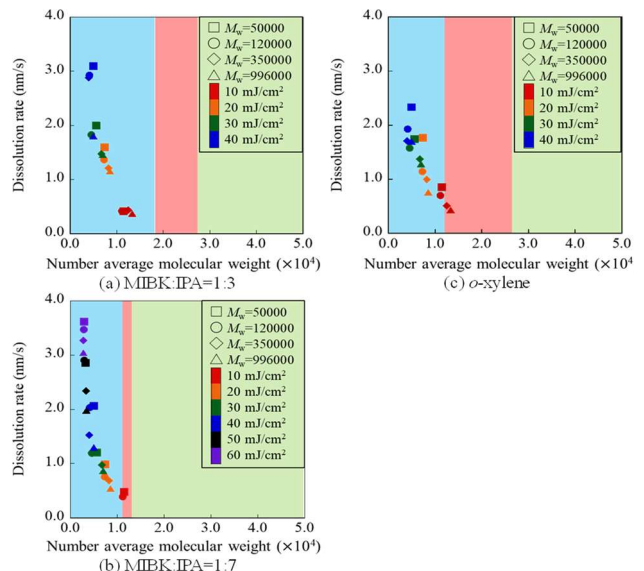 4.0
3.0
2.0
1.0
0.0
Dissolution rate (nm/s)
Mw=50000
Mw=120000
Mw=350000
Mw=996000
10 mJ/cm²
20 mJ/cm²
30 mJ/cm²
40 mJ/cm²
0.0 1.0 2.0 3.0 4.0 5.0
Number average molecular weight (×10⁴)
(a) MIBK:IPA=1:3
4.0
3.0
2.0
1.0
0.0
Dissolution rate (nm/s)
Mw=50000
Mw=120000
Mw=350000
Mw=996000
10 mJ/cm²
20 mJ/cm²
30 mJ/cm²
40 mJ/cm²
0.0 1.0 2.0 3.0 4.0 5.0
Number average molecular weight (×10⁴)
(c) o-xylene
4.0
3.0
2.0
1.0
0.0
Dissolution rate (nm/s)
Mw=50000
Mw=120000
Mw=350000
Mw=996000
10 mJ/cm²
20 mJ/cm²
30 mJ/cm²
40 mJ/cm²
50 mJ/cm²
60 mJ/cm²
0.0 1.0 2.0 3.0 4.0 5.0
Number average molecular weight (×10⁴)
(b) MIBK:IPA=1:7